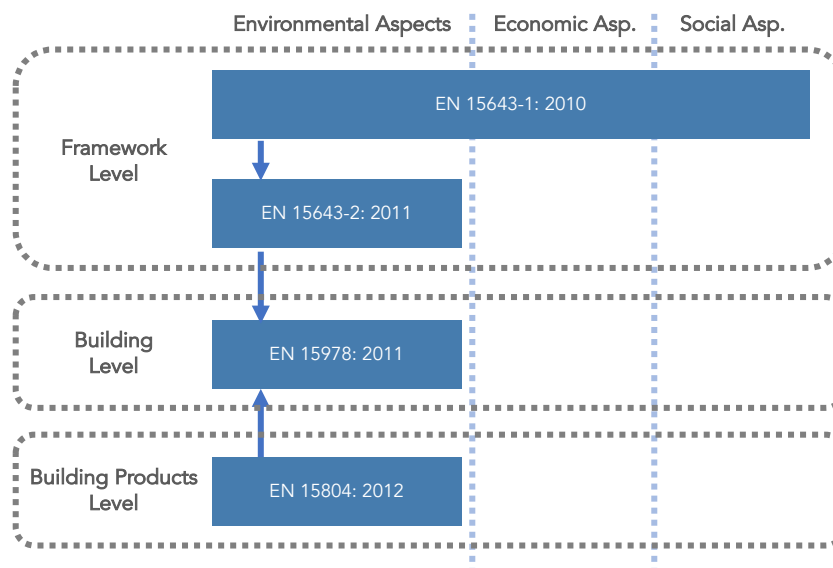 Environmental Aspects
Economic Asp.
Social Asp.
EN 15643-1: 2010
Framework
Level
EN 15643-2: 2011
Building
Level
EN 15978: 2011
Building Products
Level
EN 15804: 2012